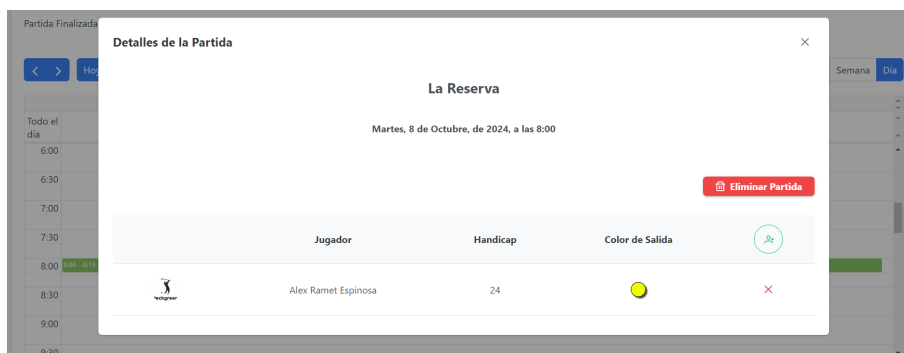 Partida Finalizada
Detalles de la Partida
Hoy
Semana
Día
La Reserva
Martes, 8 de Octubre, de 2024, a las 8:00
Todo el
día
6:00
6:30
Eliminar Partida
7:00
7:30
Jugador Handicap Color de Salida
8:00
8:00 - 8:15
8:30
Alex Ramet Espinosa 24
9:00
9:30